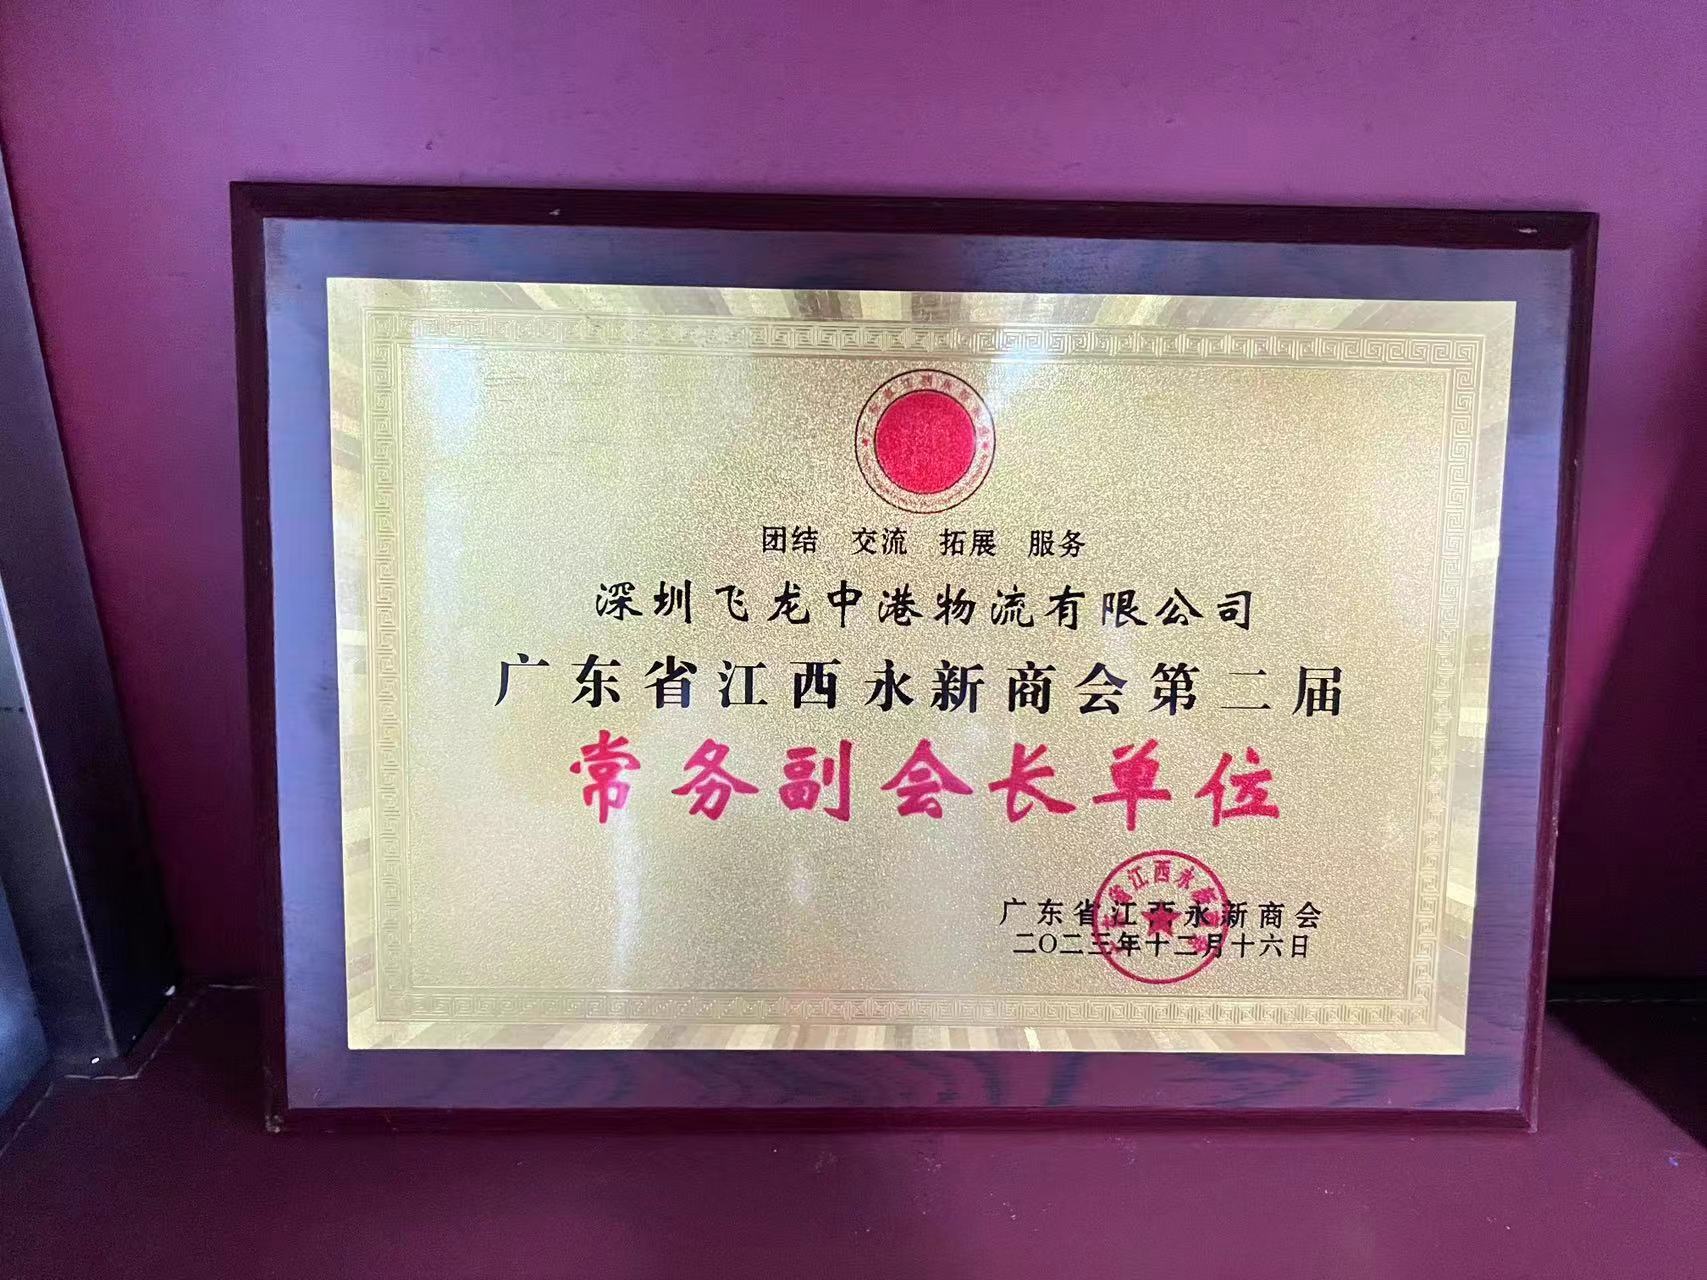 团结 交流 拓展 服务
深圳飞龙中港物流有限公司
广东省江西永新商会第二届
常务副会长单位
广东省江西永新商会
二〇二三年十二月十六日